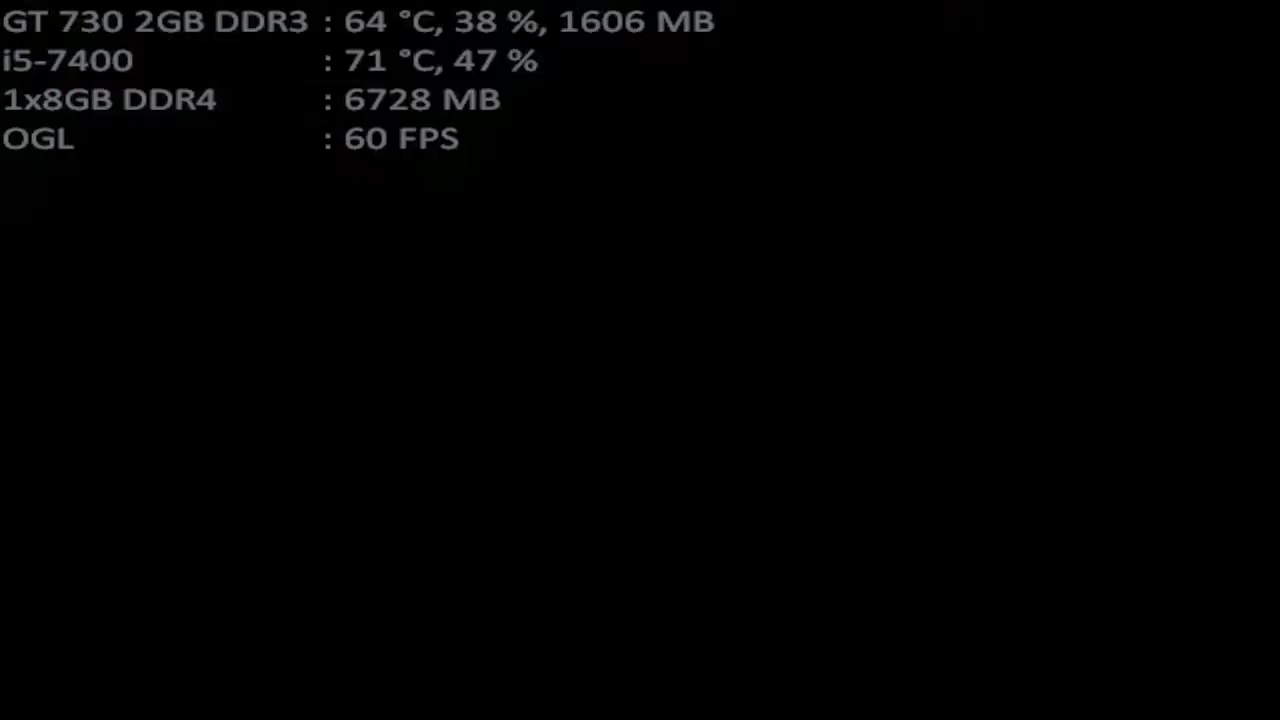 GT 730 2GB DDR3 : 64 °C, 38 %, 1606 MB
i5-7400 : 71 °C, 47 %
1x8GB DDR4 : 6728 MB
OGL : 60 FPS